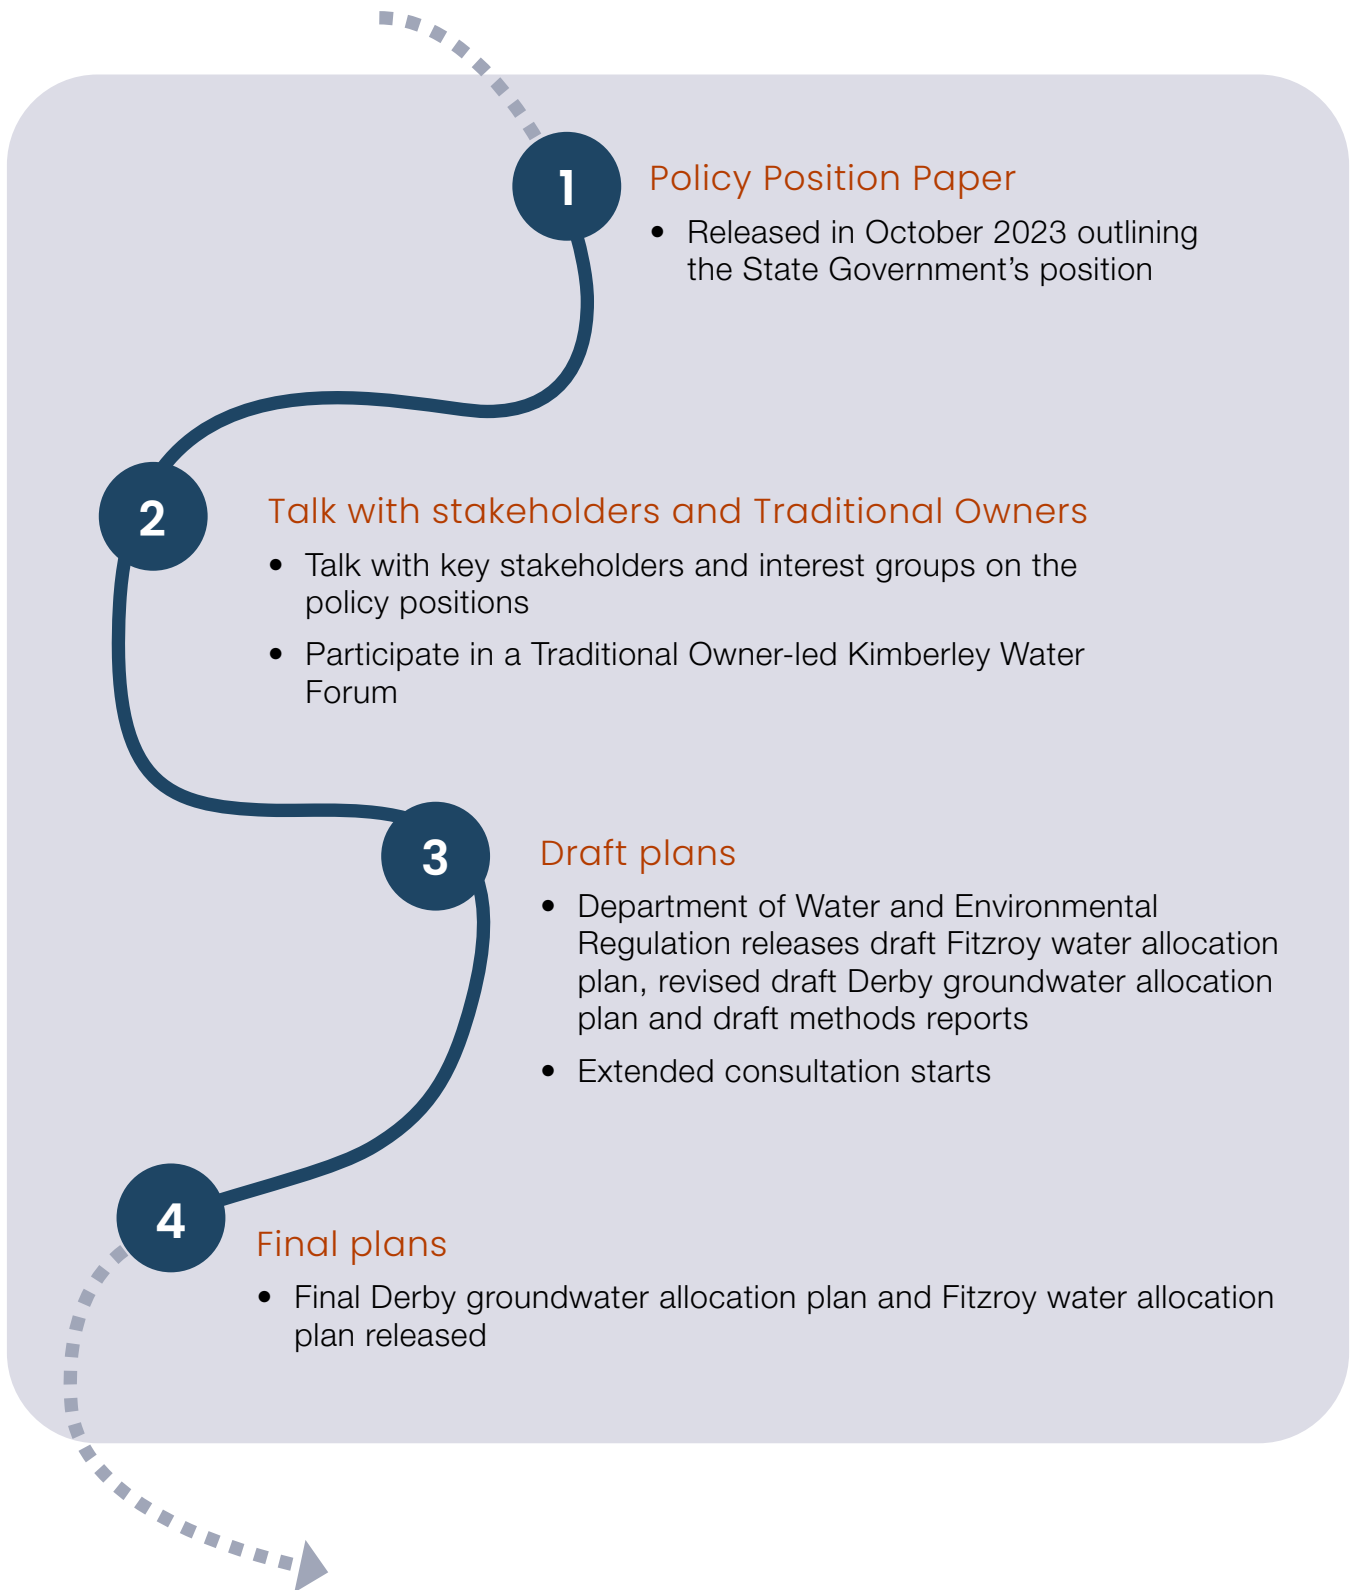 1
Policy Position Paper
• Released in October 2023 outlining
the State Government’s position
2
Talk with stakeholders and Traditional Owners
• Talk with key stakeholders and interest groups on the
policy positions
• Participate in a Traditional Owner-led Kimberley Water
Forum
3
Draft plans
• Department of Water and Environmental
Regulation releases draft Fitzroy water allocation
plan, revised draft Derby groundwater allocation
plan and draft methods reports
• Extended consultation starts
4
Final plans
• Final Derby groundwater allocation plan and Fitzroy water allocation
plan released